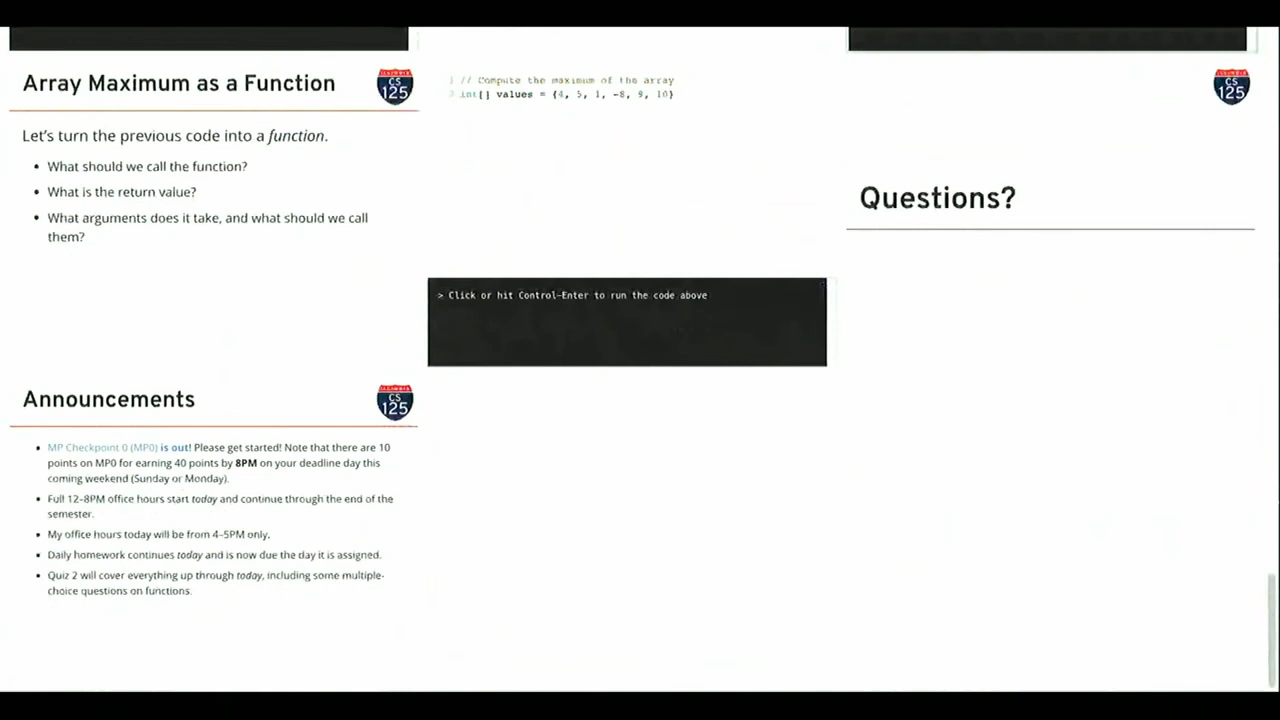 Array Maximum as a Function
ILLINOIS
CS
125
Let's turn the previous code into a function.
• What should we call the function?
• What is the return value?
• What arguments does it take, and what should we call
them?
1 // Compute the maximum of the array
2 int[] values = {4, 5, 1, -8, 9, 10}
> Click or hit Control-Enter to run the code above
ILLINOIS
CS
125
Questions?
Announcements
ILLINOIS
CS
125
• MP Checkpoint 0 (MP0) is out! Please get started! Note that there are 10
points on MP0 for earning 40 points by 8PM on your deadline day this
coming weekend (Sunday or Monday).
• Full 12–8PM office hours start today and continue through the end of the
semester.
• My office hours today will be from 4–5PM only.
• Daily homework continues today and is now due the day it is assigned.
• Quiz 2 will cover everything up through today, including some multiple-
choice questions on functions.